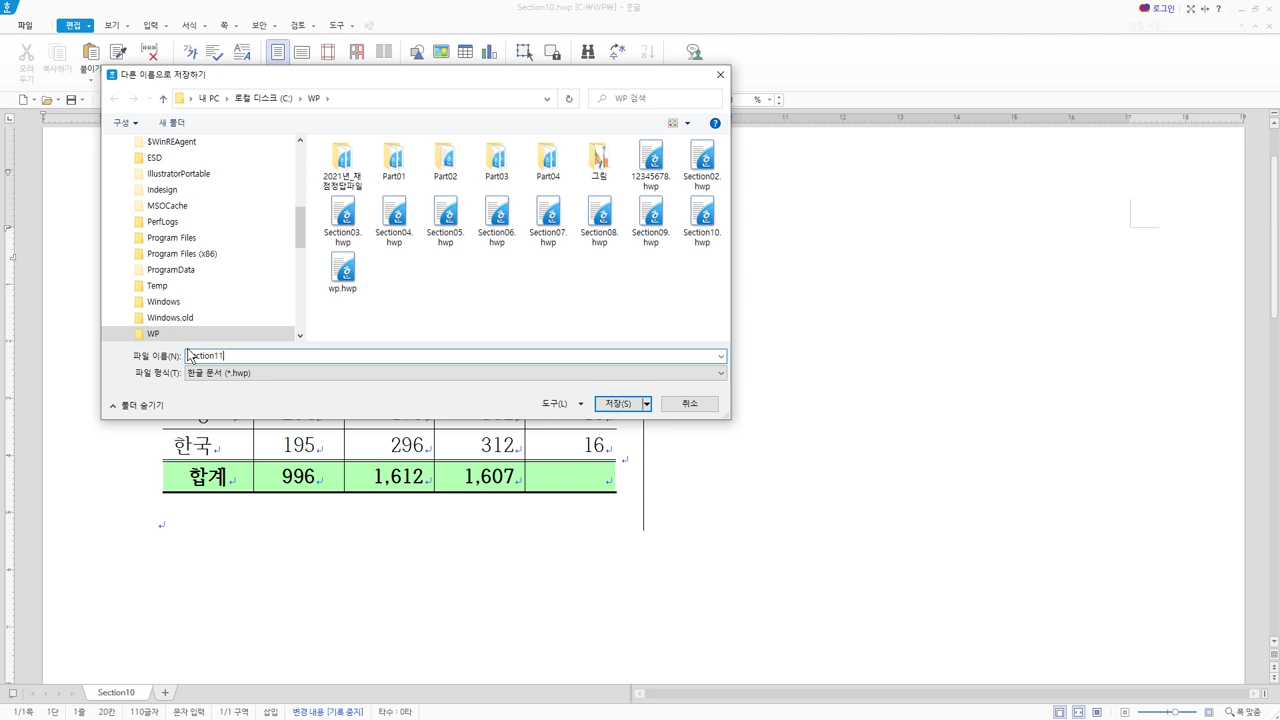 Section10.hwp [C:₩WP₩] - 한글
로그인
?
파일 편집 보기 입력 서식 쪽 보안 검토 도구
오려
두기
복사하기
붙이기
다른 이름으로 저장하기
내 PC › 로컬 디스크 (C:) › WP ›
WP 검색
구성
새 폴더
$WinREAgent
ESD
IllustratorPortable
Indesign
MSOCache
PerfLogs
Program Files
Program Files (x86)
ProgramData
Temp
Windows
Windows.old
WP
2021년_채
점정답파일
Part01
Part02
Part03
Part04
그림
12345678.
hwp
Section02.
hwp
Section03.
hwp
Section04.
hwp
Section05.
hwp
Section06.
hwp
Section07.
hwp
Section08.
hwp
Section09.
hwp
Section10.
hwp
wp.hwp
파일 이름(N):
ction11
파일 형식(T):
한글 문서 (*.hwp)
폴더 숨기기
도구(L)
저장(S)
취소
%
11 12 13 14 15 16 17 18 19
한국 195 296 312 16
합계 996 1,612 1,607
Section10
1/1쪽 1단 1줄 20칸 110글자 문자 입력 1/1 구역 삽입 변경 내용 [기록 중지] 타수 : 0타
폭 맞춤